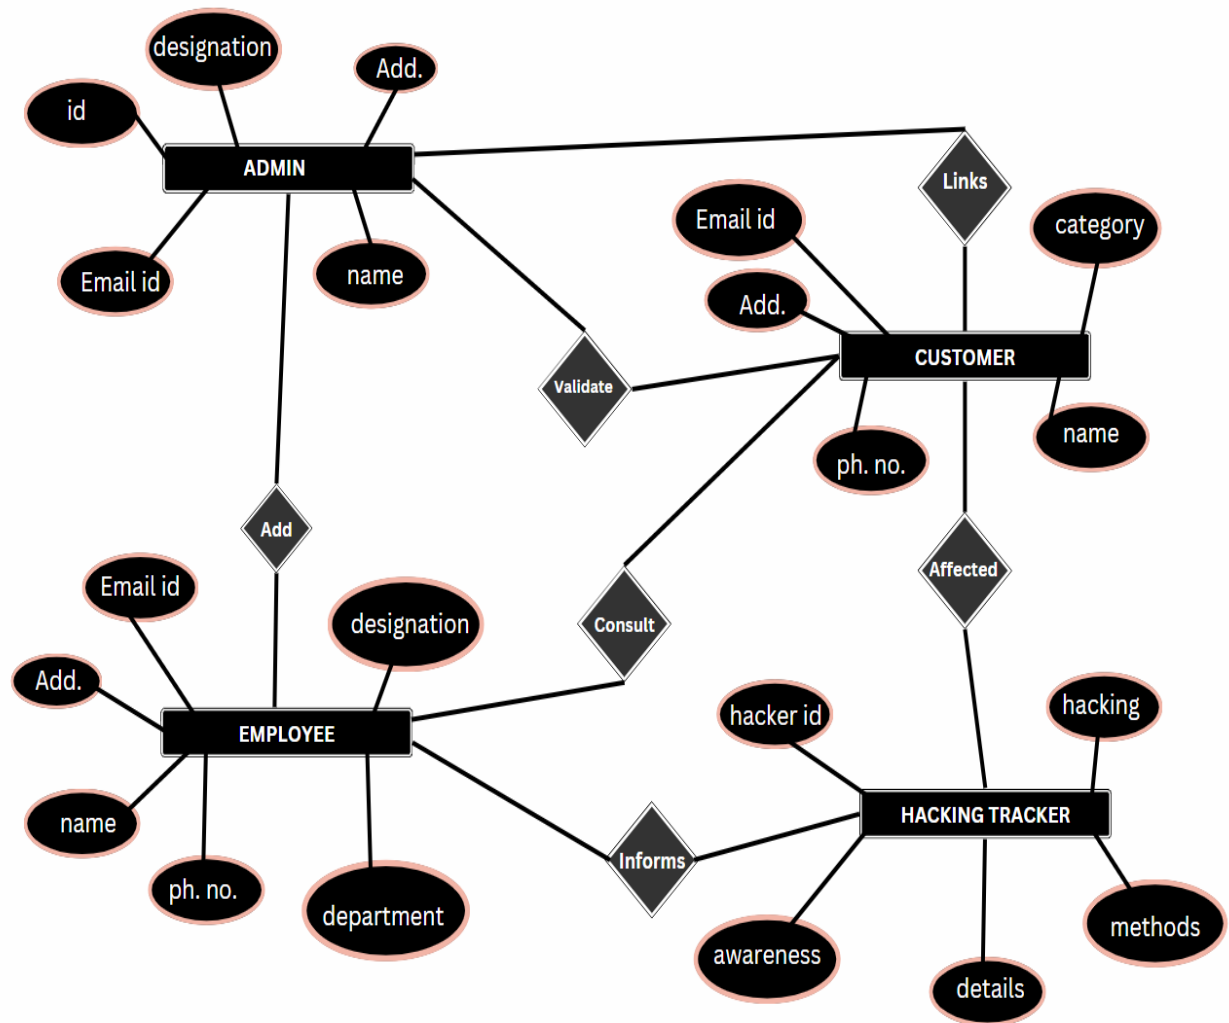 designation
Add.
id
ADMIN
Links
Email id
category
Email id
name
Add.
CUSTOMER
Validate
name
ph. no.
Add
Affected
Email id
designation
Consult
Add.
hacker id
hacking
EMPLOYEE
HACKING TRACKER
name
Informs
ph. no.
department
methods
awareness
details